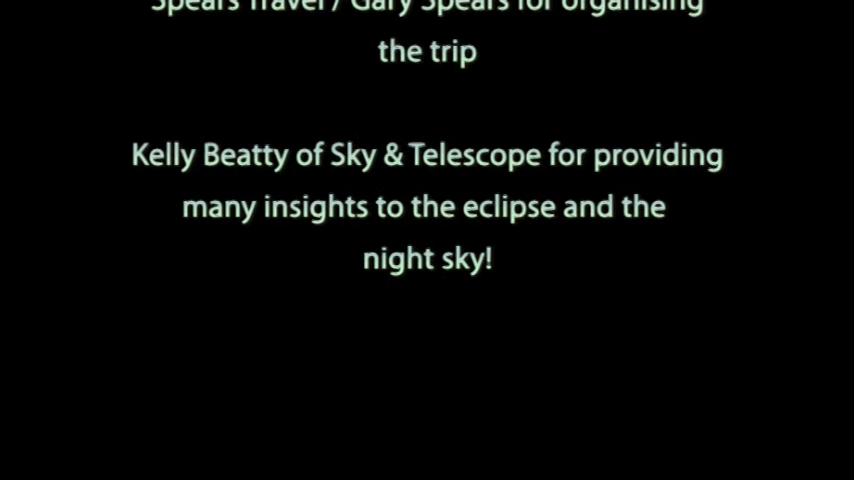 Spears Travel / Gary Spears for organising
the trip
Kelly Beatty of Sky & Telescope for providing
many insights to the eclipse and the
night sky!